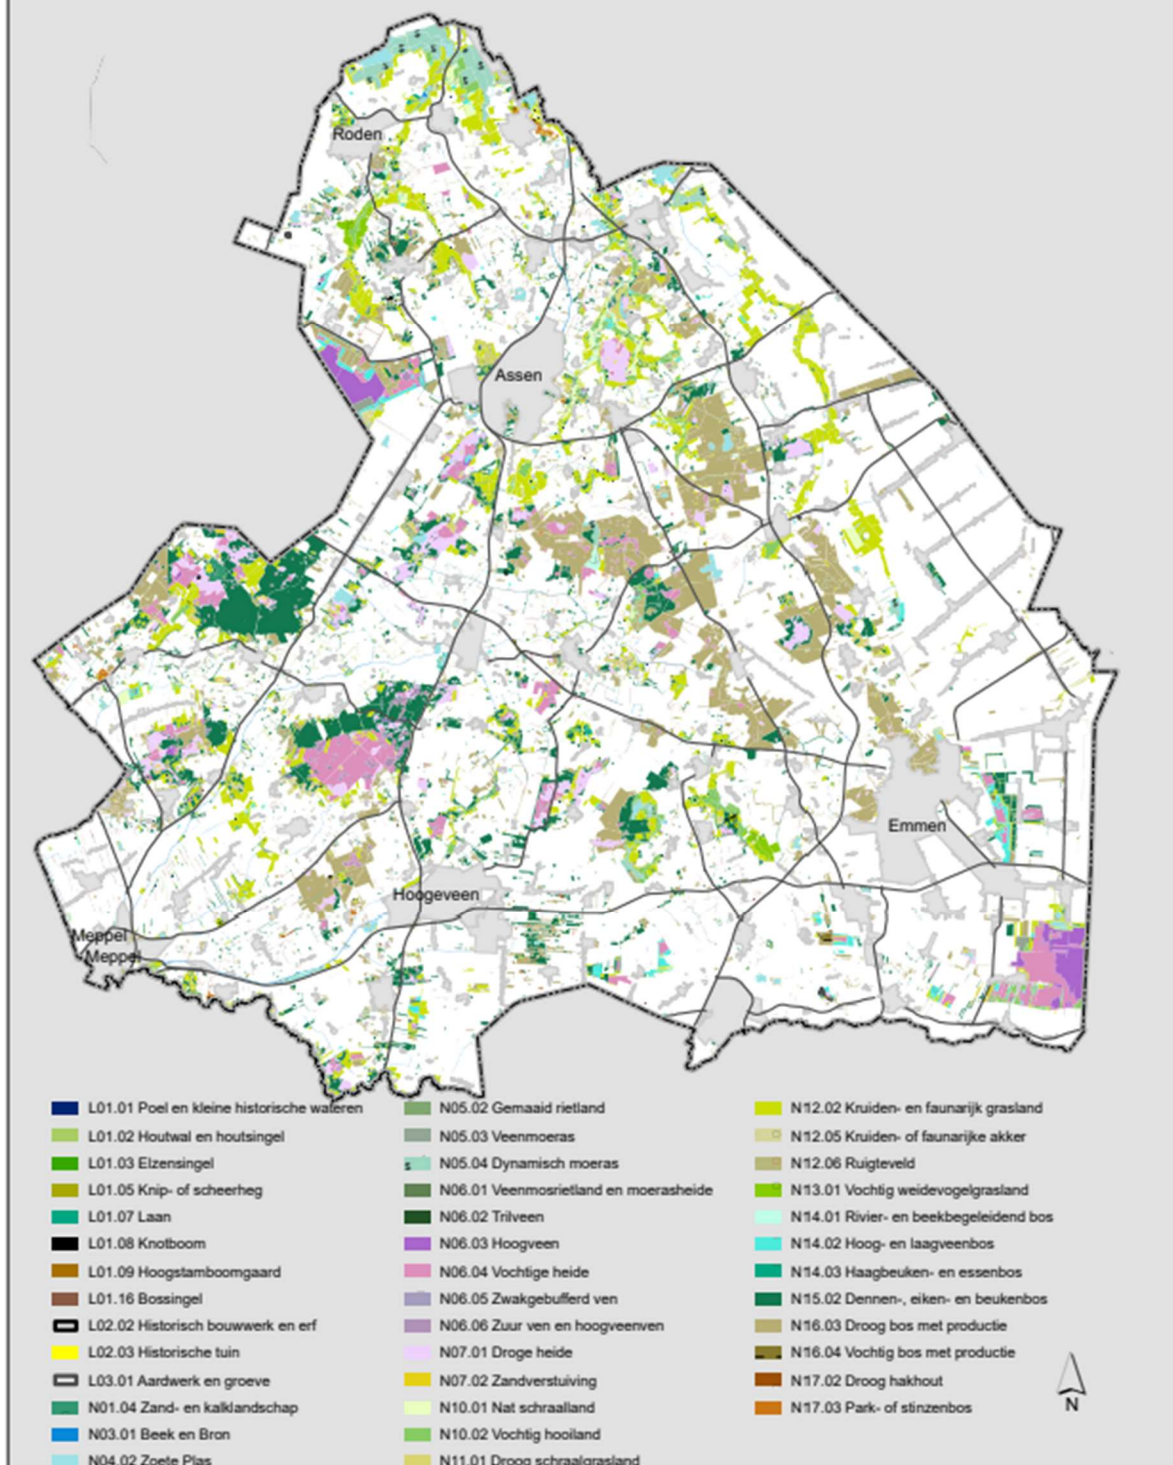 Roden
Assen
Emmen
Hoogeveen
Meppel
Meppel
L01.01 Poel en kleine historische wateren
L01.02 Houtwal en houtsingel
L01.03 Elzensingel
L01.05 Knip- of scheerheg
L01.07 Laan
L01.08 Knotboom
L01.09 Hoogstamboomgaard
L01.16 Bossingel
L02.02 Historisch bouwwerk en erf
L02.03 Historische tuin
L03.01 Aardwerk en groeve
N01.04 Zand- en kalklandschap
N03.01 Beek en Bron
N04.02 Zoete Plas
N05.02 Gemaaid rietland
N05.03 Veenmoeras
s N05.04 Dynamisch moeras
N06.01 Veenmosrietland en moerasheide
N06.02 Trilveen
N06.03 Hoogveen
N06.04 Vochtige heide
N06.05 Zwakgebufferd ven
N06.06 Zuur ven en hoogveenven
N07.01 Droge heide
N07.02 Zandverstuiving
N10.01 Nat schraalland
N10.02 Vochtig hooiland
N11.01 Droog schraalgrasland
N12.02 Kruiden- en faunarijk grasland
N12.05 Kruiden- of faunarijke akker
N12.06 Ruigteveld
N13.01 Vochtig weidevogelgrasland
N14.01 Rivier- en beekbegeleidend bos
N14.02 Hoog- en laagveenbos
N14.03 Haagbeuken- en essenbos
N15.02 Dennen-, eiken- en beukenbos
N16.03 Droog bos met productie
N16.04 Vochtig bos met productie
N17.02 Droog hakhout
N17.03 Park- of stinzenbos
N